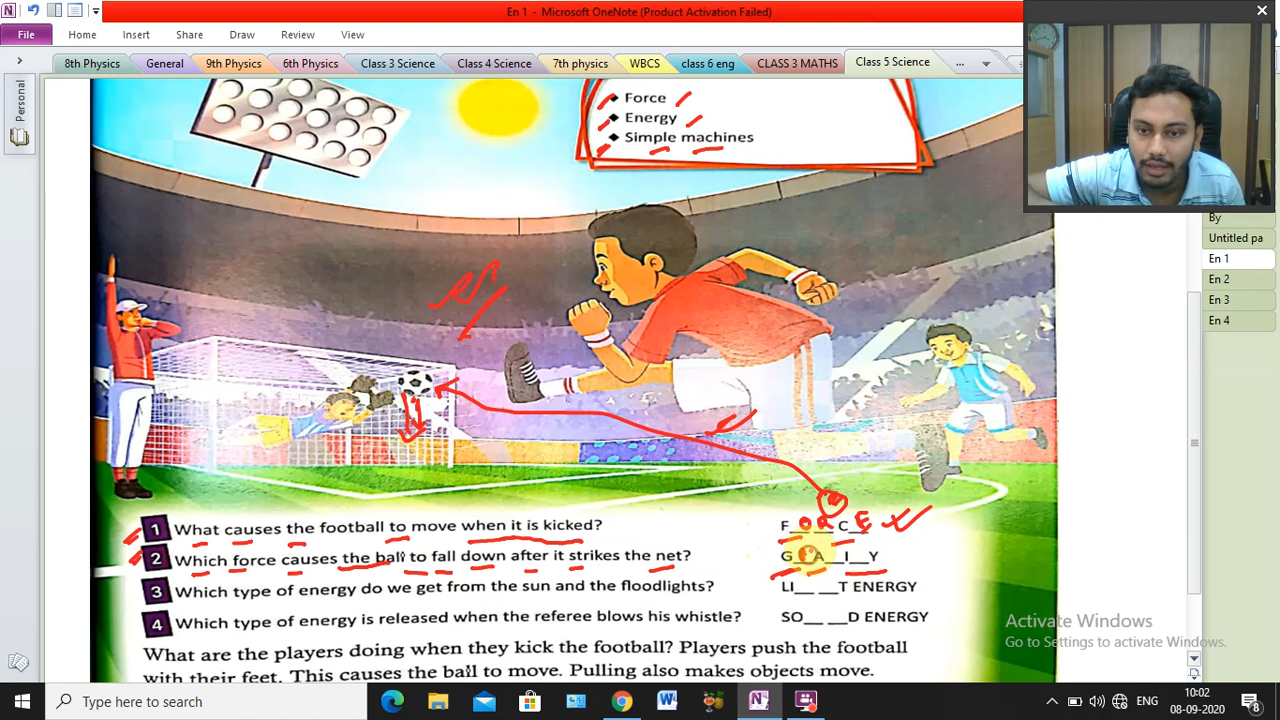 En 1 - Microsoft OneNote (Product Activation Failed)
File Home Insert Share Draw Review View
8th Physics General 9th Physics 6th Physics Class 3 Science Class 4 Science 7th physics WBCS class 6 eng CLASS 3 MATHS Class 5 Science ...
Personal
By
Untitled pa
En 1
En 2
En 3
En 4
◆ Force
◆ Energy
◆ Simple machines
1 What causes the football to move when it is kicked? F__ O R C E
2 Which force causes the ball to fall down after it strikes the net? G__A__I__Y
3 Which type of energy do we get from the sun and the floodlights? LI__ __T ENERGY
4 Which type of energy is released when the referee blows his whistle? SO__ __D ENERGY
What are the players doing when they kick the football? Players push the football
with their feet. This causes the ball to move. Pulling also makes objects move.
Activate Windows
Go to Settings to activate Windows.
Type here to search
ENG
10:02
08-09-2020
8